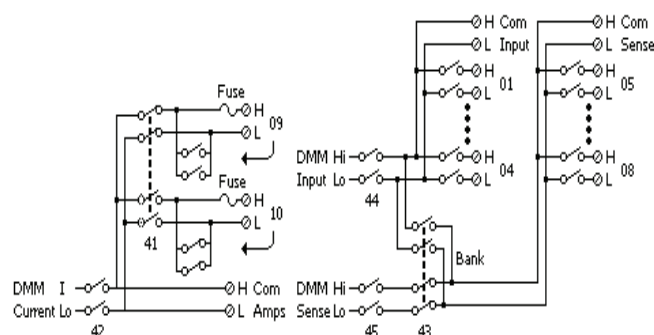 H Com
L Input
H
01
L
H
04
L
H Com
L Sense
H
05
L
H
08
L
Fuse
H
09
L
Fuse
H
10
L
41
DMM I
Current Lo
42
H Com
L Amps
DMM Hi
Input Lo
44
Bank
DMM Hi
Sense Lo
45
43